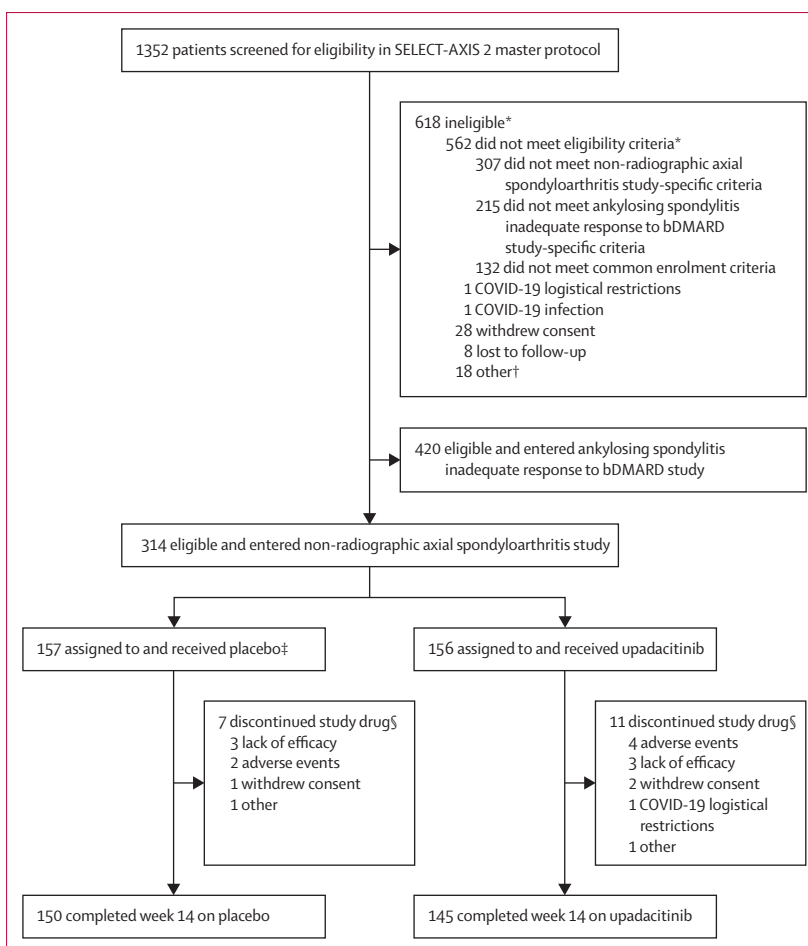 1352 patients screened for eligibility in SELECT-AXIS 2 master protocol
618 ineligible*
562 did not meet eligibility criteria*
307 did not meet non-radiographic axial
spondyloarthritis study-specific criteria
215 did not meet ankylosing spondylitis
inadequate response to bDMARD
study-specific criteria
132 did not meet common enrolment criteria
1 COVID-19 logistical restrictions
1 COVID-19 infection
28 withdrew consent
8 lost to follow-up
18 other†
420 eligible and entered ankylosing spondylitis
inadequate response to bDMARD study
314 eligible and entered non-radiographic axial spondyloarthritis study
157 assigned to and received placebo‡
156 assigned to and received upadacitinib
7 discontinued study drug§
3 lack of efficacy
2 adverse events
1 withdrew consent
1 other
11 discontinued study drug§
4 adverse events
3 lack of efficacy
2 withdrew consent
1 COVID-19 logistical
restrictions
1 other
150 completed week 14 on placebo
145 completed week 14 on upadacitinib